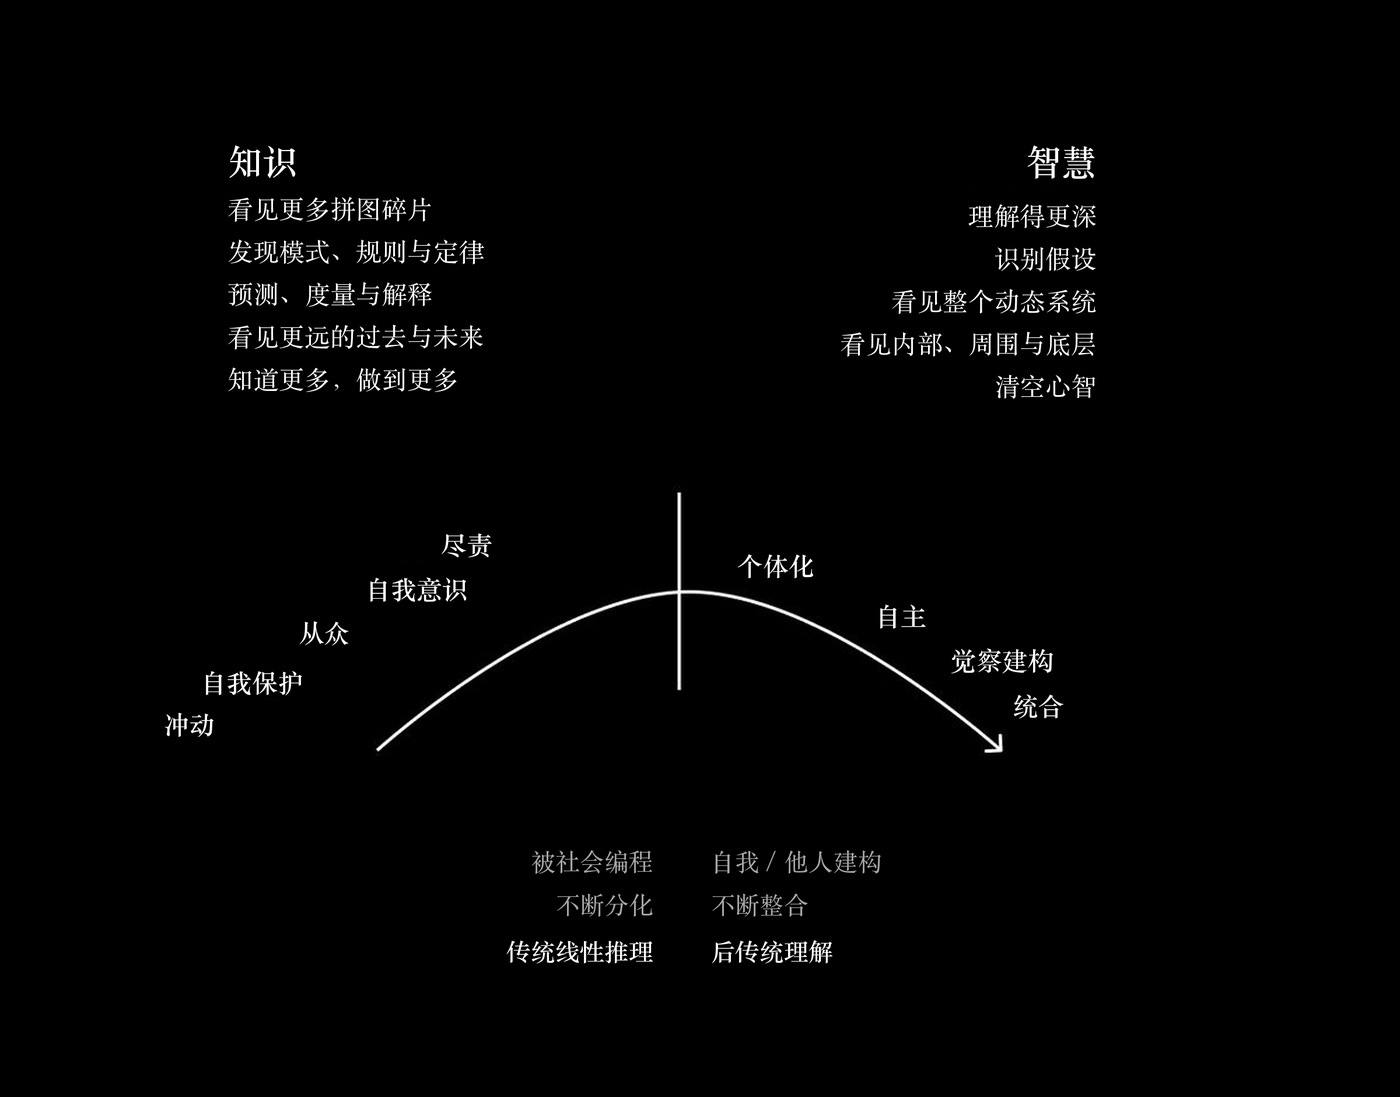 知识
看见更多拼图碎片
发现模式、规则与定律
预测、度量与解释
看见更远的过去与未来
知道更多，做到更多
智慧
理解得更深
识别假设
看见整个动态系统
看见内部、周围与底层
清空心智
尽责
自我意识
从众
自我保护
冲动
个体化
自主
觉察建构
统合
被社会编程
不断分化
传统线性推理
自我 / 他人建构
不断整合
后传统理解